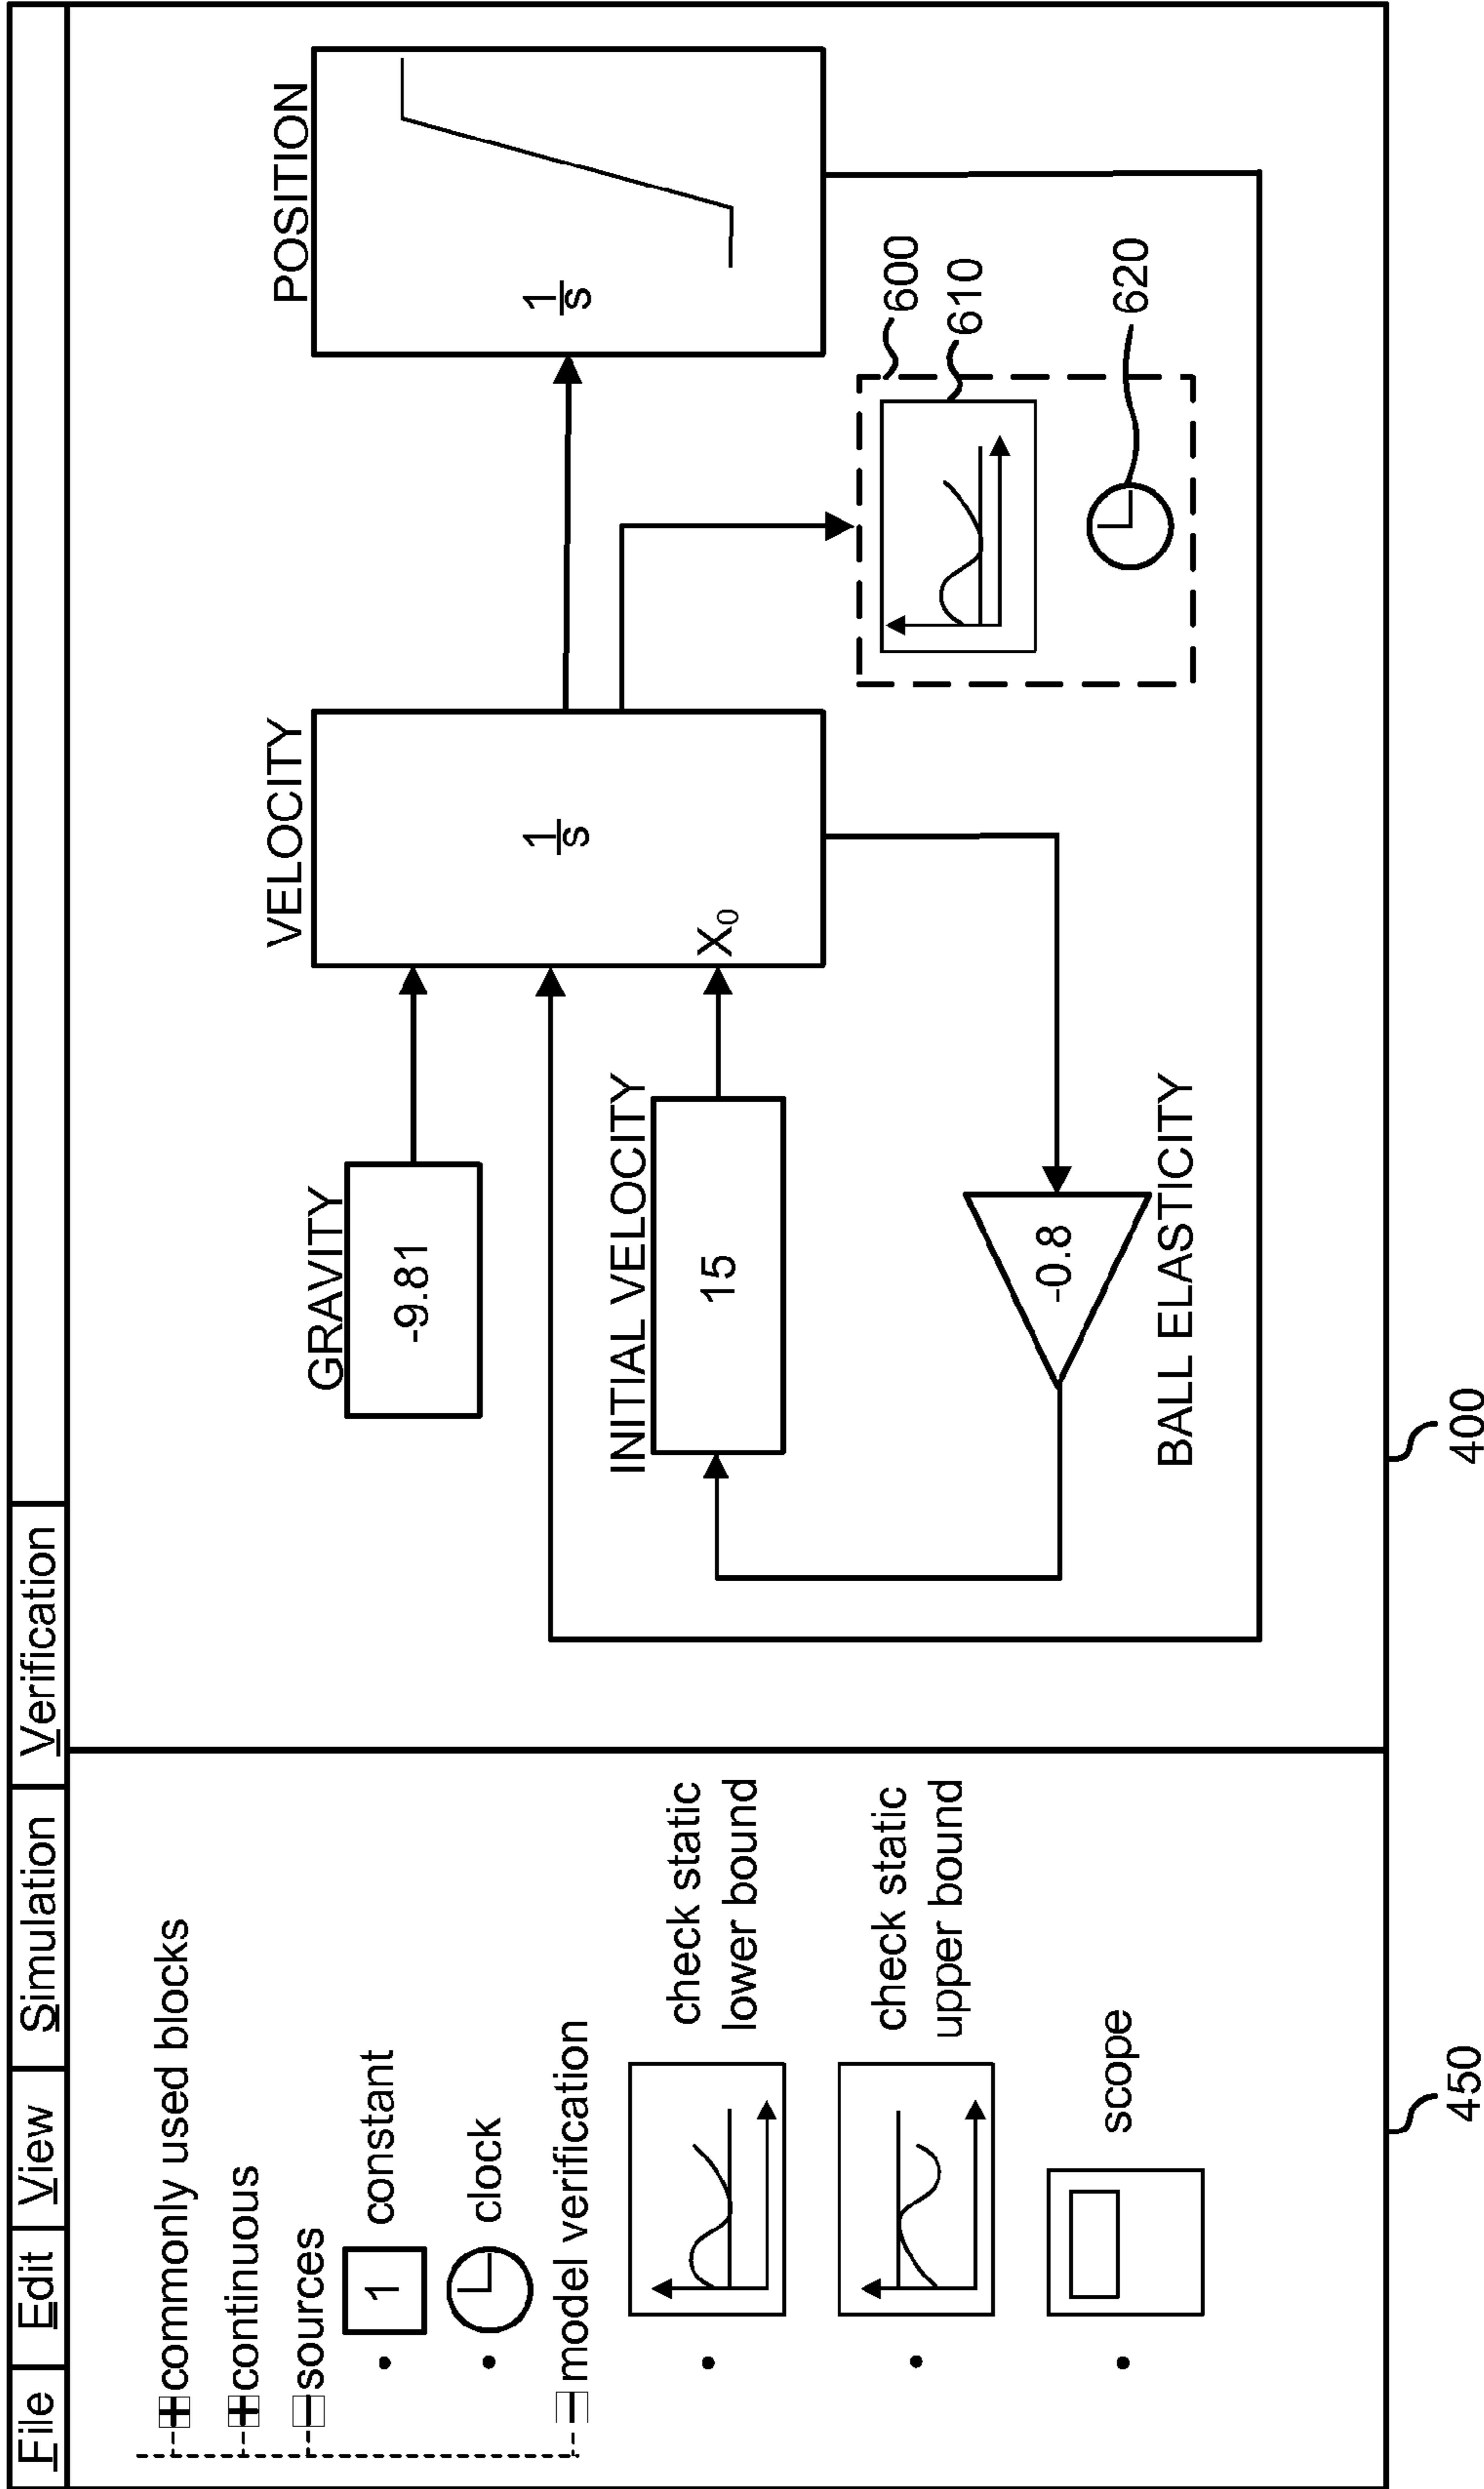 File Edit View Simulation Verification
commonly used blocks
continuous
sources
1 constant
clock
model verification
check static
lower bound
check static
upper bound
scope
450
GRAVITY
-9.81
INITIAL VELOCITY
15
-0.8
BALL ELASTICITY
VELOCITY
1
s
X0
POSITION
1
s
600
610
620
400